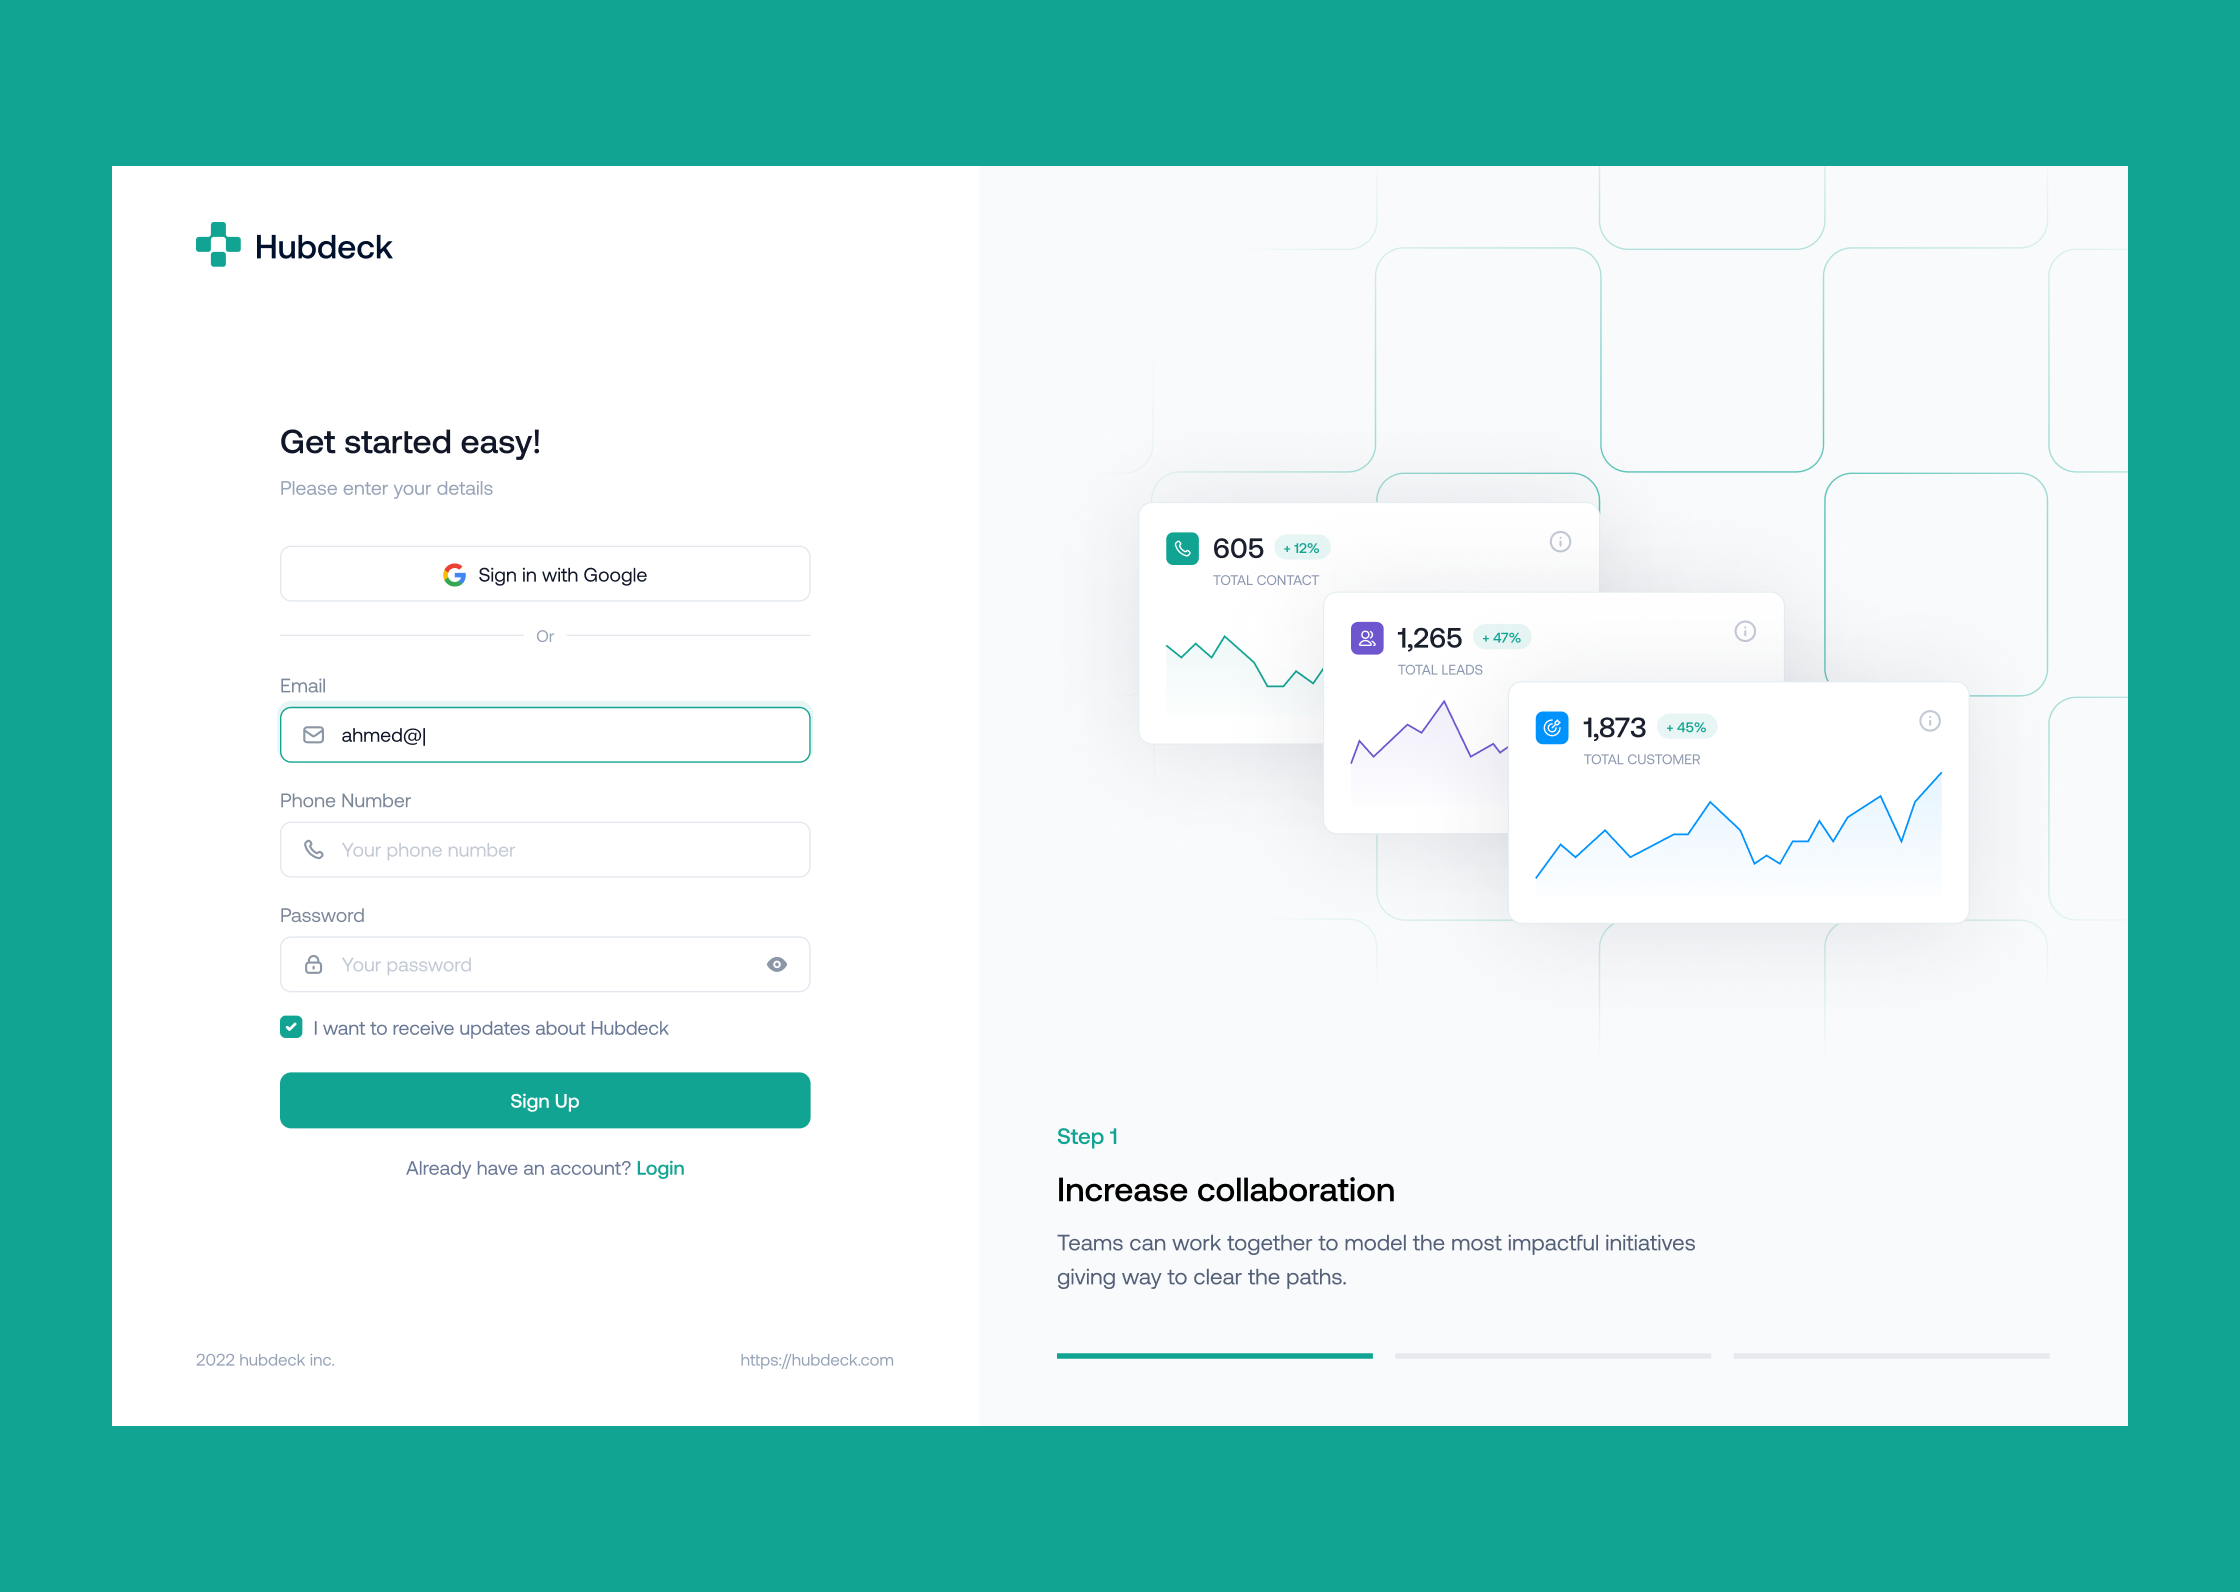 Hubdeck
Get started easy!
Please enter your details
Sign in with Google
Or
Email
ahmed@|
Phone Number
Your phone number
Password
Your password
I want to receive updates about Hubdeck
Sign Up
Already have an account? Login
2022 hubdeck inc.
https://hubdeck.com
605 + 12%
TOTAL CONTACT
1,265 + 47%
TOTAL LEADS
1,873 + 45%
TOTAL CUSTOMER
Step 1
Increase collaboration
Teams can work together to model the most impactful initiatives
giving way to clear the paths.